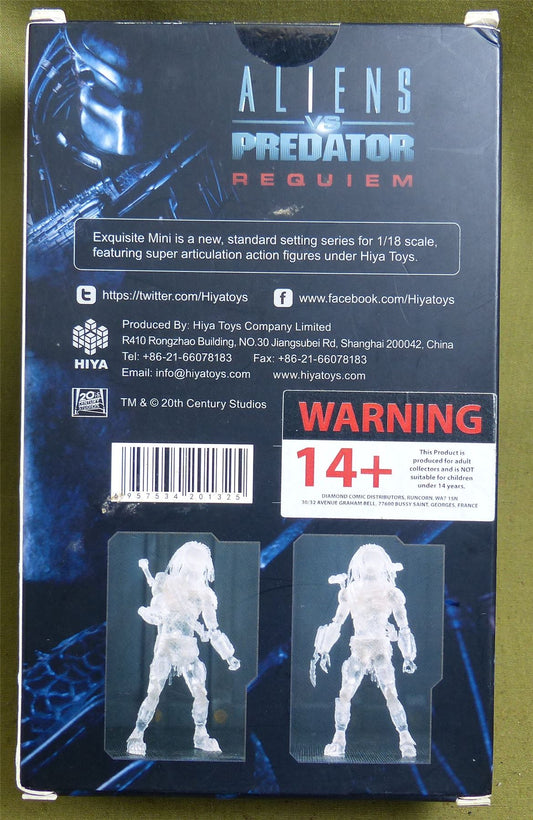 ALIENS
VS
PREDATOR
REQUIEM
Exquisite Mini is a new, standard setting series for 1/18 scale,
featuring super articulation action figures under Hiya Toys.
https://twitter.com/Hiyatoys
www.facebook.com/Hiyatoys
HIYA
Produced By: Hiya Toys Company Limited
R410 Rongzhao Building, NO.30 Jiangsubei Rd, Shanghai 200042, China
Tel: +86-21-66078183 Fax: +86-21-66078183
Email: info@hiyatoys.com www.hiyatoys.com
TM & © 20th Century Studios
WARNING
14+
This Product is
produced for adult
collectors and is NOT
suitable for children
under 14 years.
DIAMOND COMIC DISTRIBUTORS, RUNCORN, WA7 1SN
30/32 AVENUE GRAHAM BELL, 77600 BUSSY SAINT, GEORGES, FRANCE
6 957534 201325